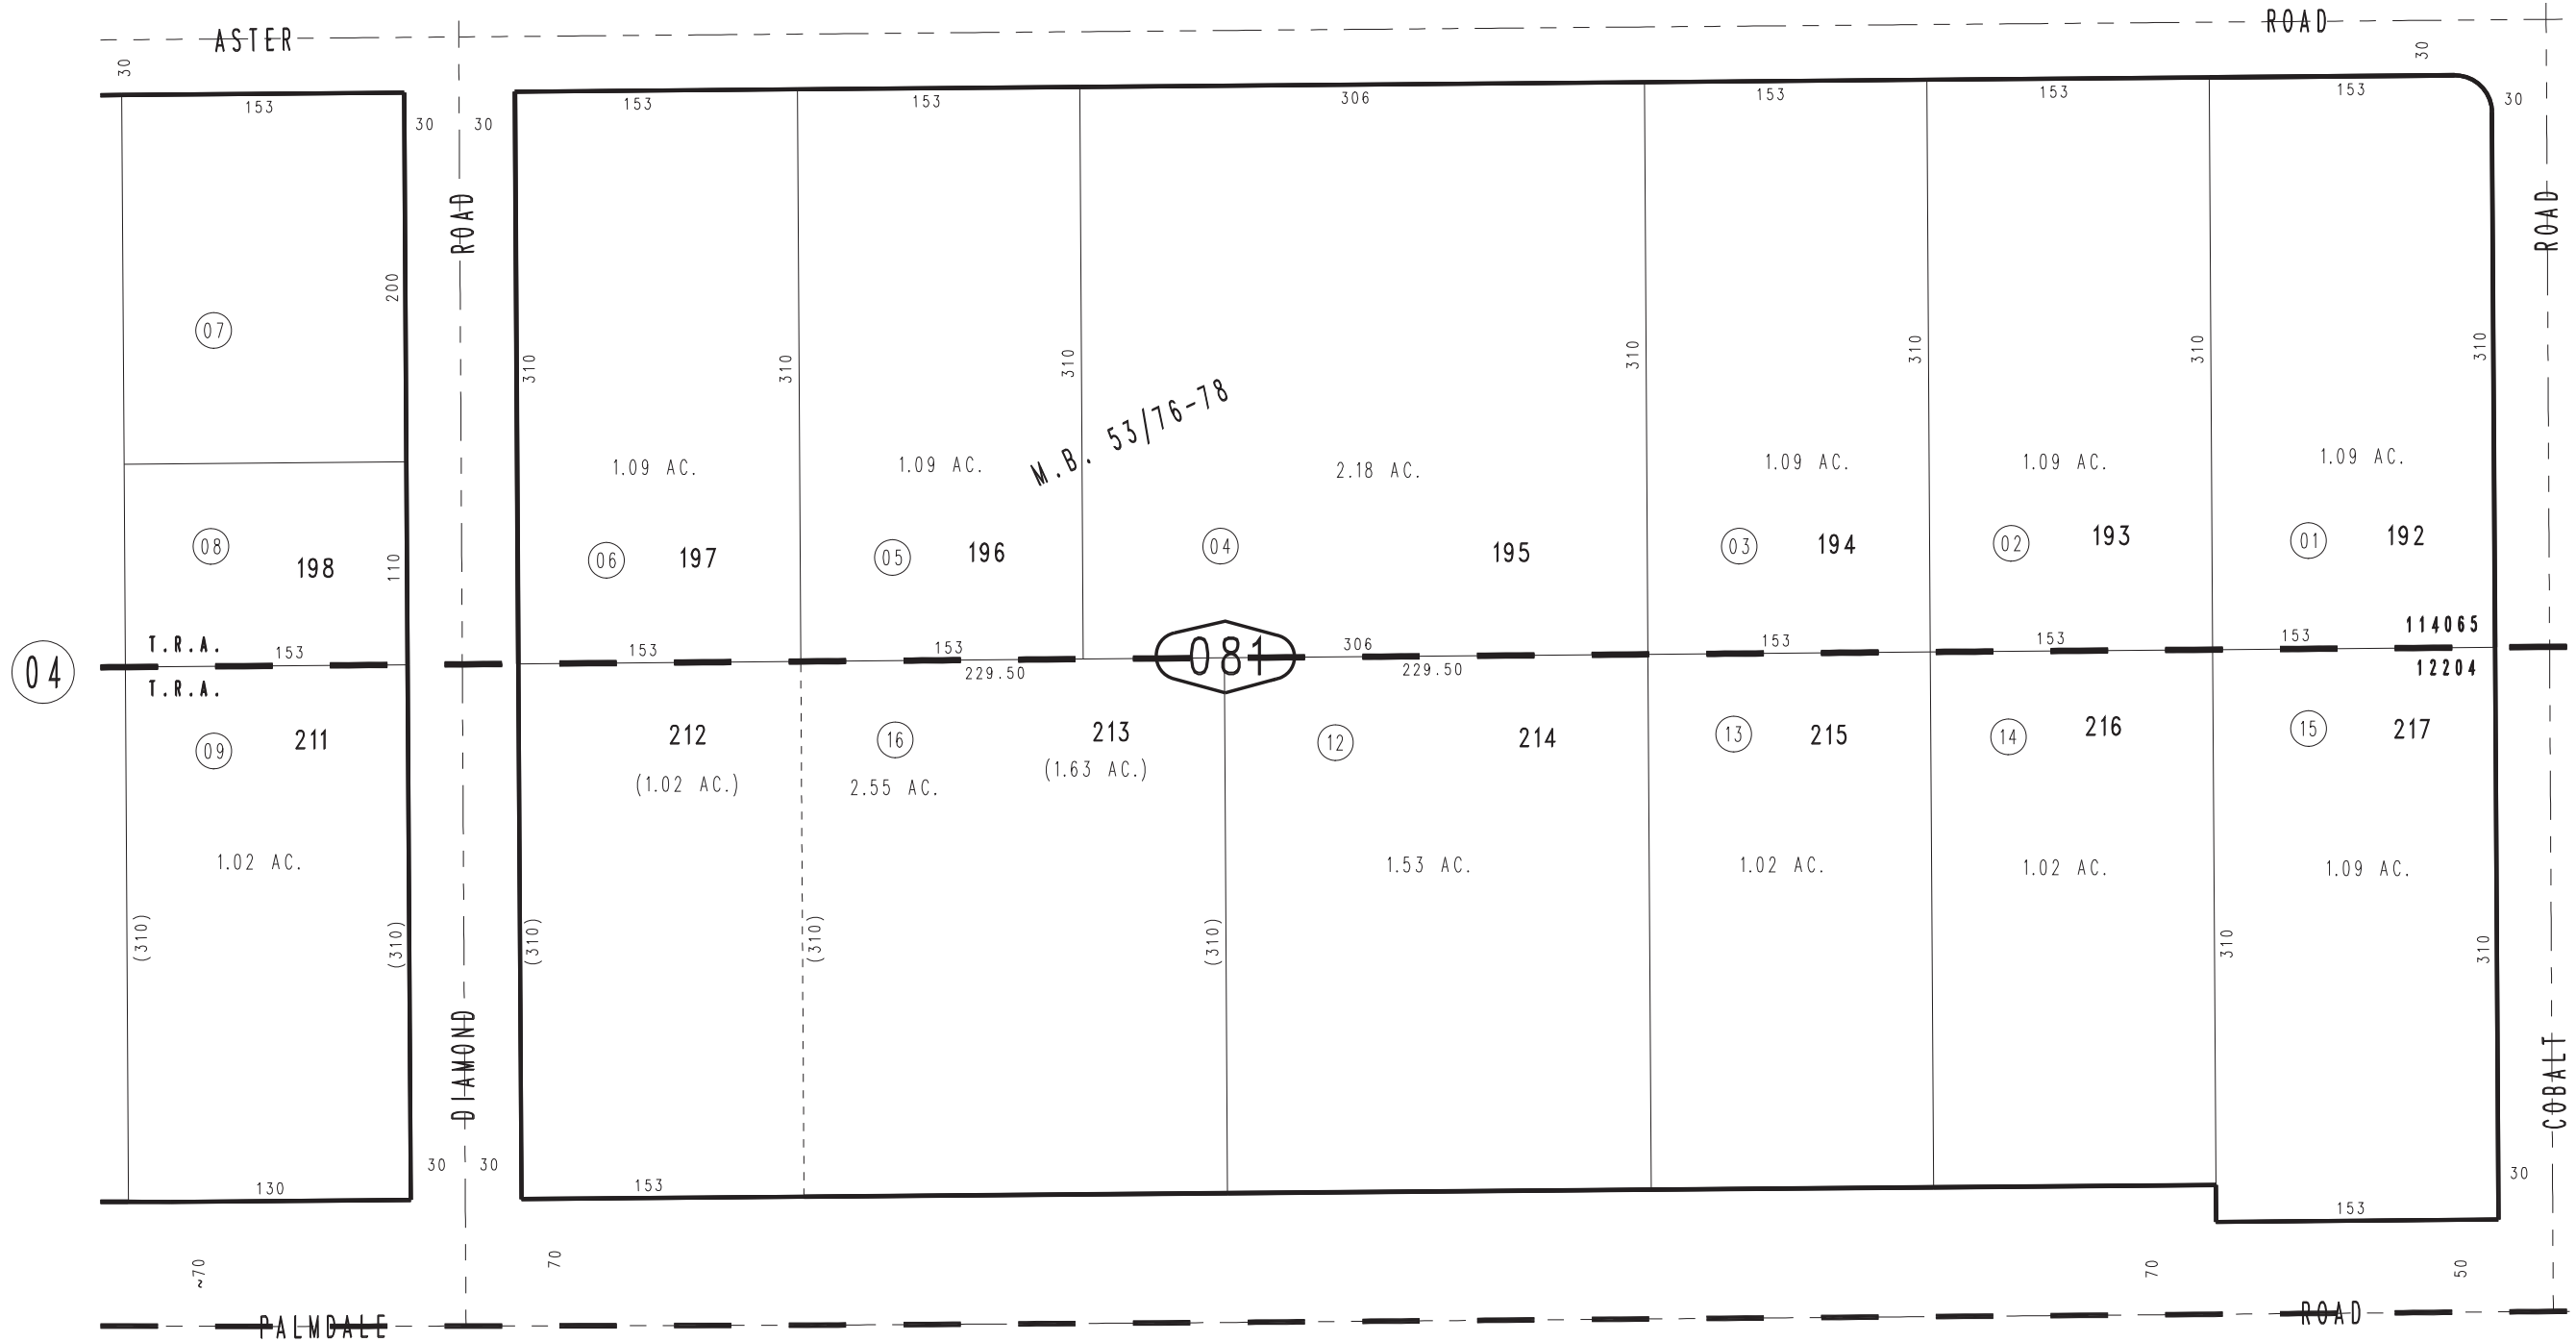 ASTER ROAD
30 30
153 30 30 153 153 306 153 153 153 30
ROAD ROAD
200
07
310 310 310 310 310 310 310
M.B. 53/76-78
1.09 AC. 1.09 AC. 2.18 AC. 1.09 AC. 1.09 AC. 1.09 AC.
08 198 110 06 197 05 196 04 195 03 194 02 193 01 192
T.R.A. 114065
153 153 153 306 153 153 153
04 081
T.R.A. 229.50 229.50 12204
09 211 212 16 213 12 214 13 215 14 216 15 217
(1.02 AC.) 2.55 AC. (1.63 AC.)
1.02 AC. 1.53 AC. 1.02 AC. 1.02 AC. 1.09 AC.
(310) (310) (310) (310) (310) 310 310
DIAMOND COBALT
30 30 30
130 153 153
~70 70 70 50
PALMDALE ROAD